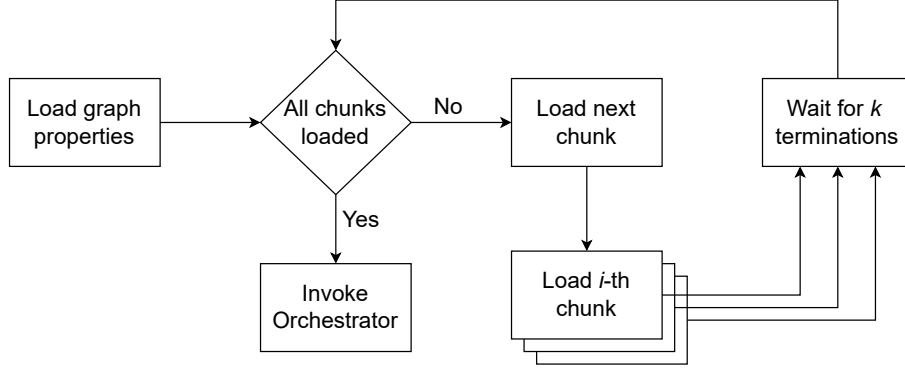 Load graph
properties
All chunks
loaded
No
Load next
chunk
Wait for k
terminations
Yes
Invoke
Orchestrator
Load i-th
chunk